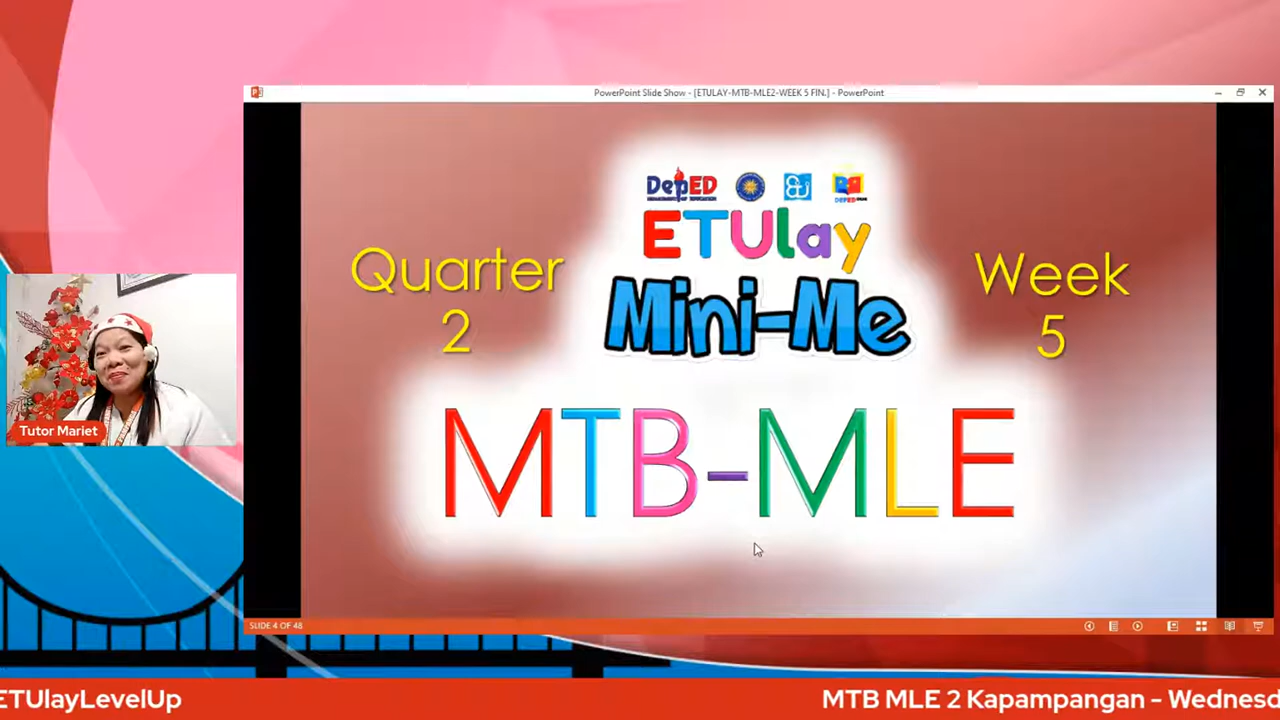 PowerPoint Slide Show - [ETULAY-MTB-MLE2-WEEK 5 FIN.] - PowerPoint
DepED
ETUlay
Mini-Me
Quarter
2
Week
5
MTB-MLE
Tutor Mariet
SLIDE 4 OF 48
ETUlayLevelUp
MTB MLE 2 Kapampangan - Wednesd